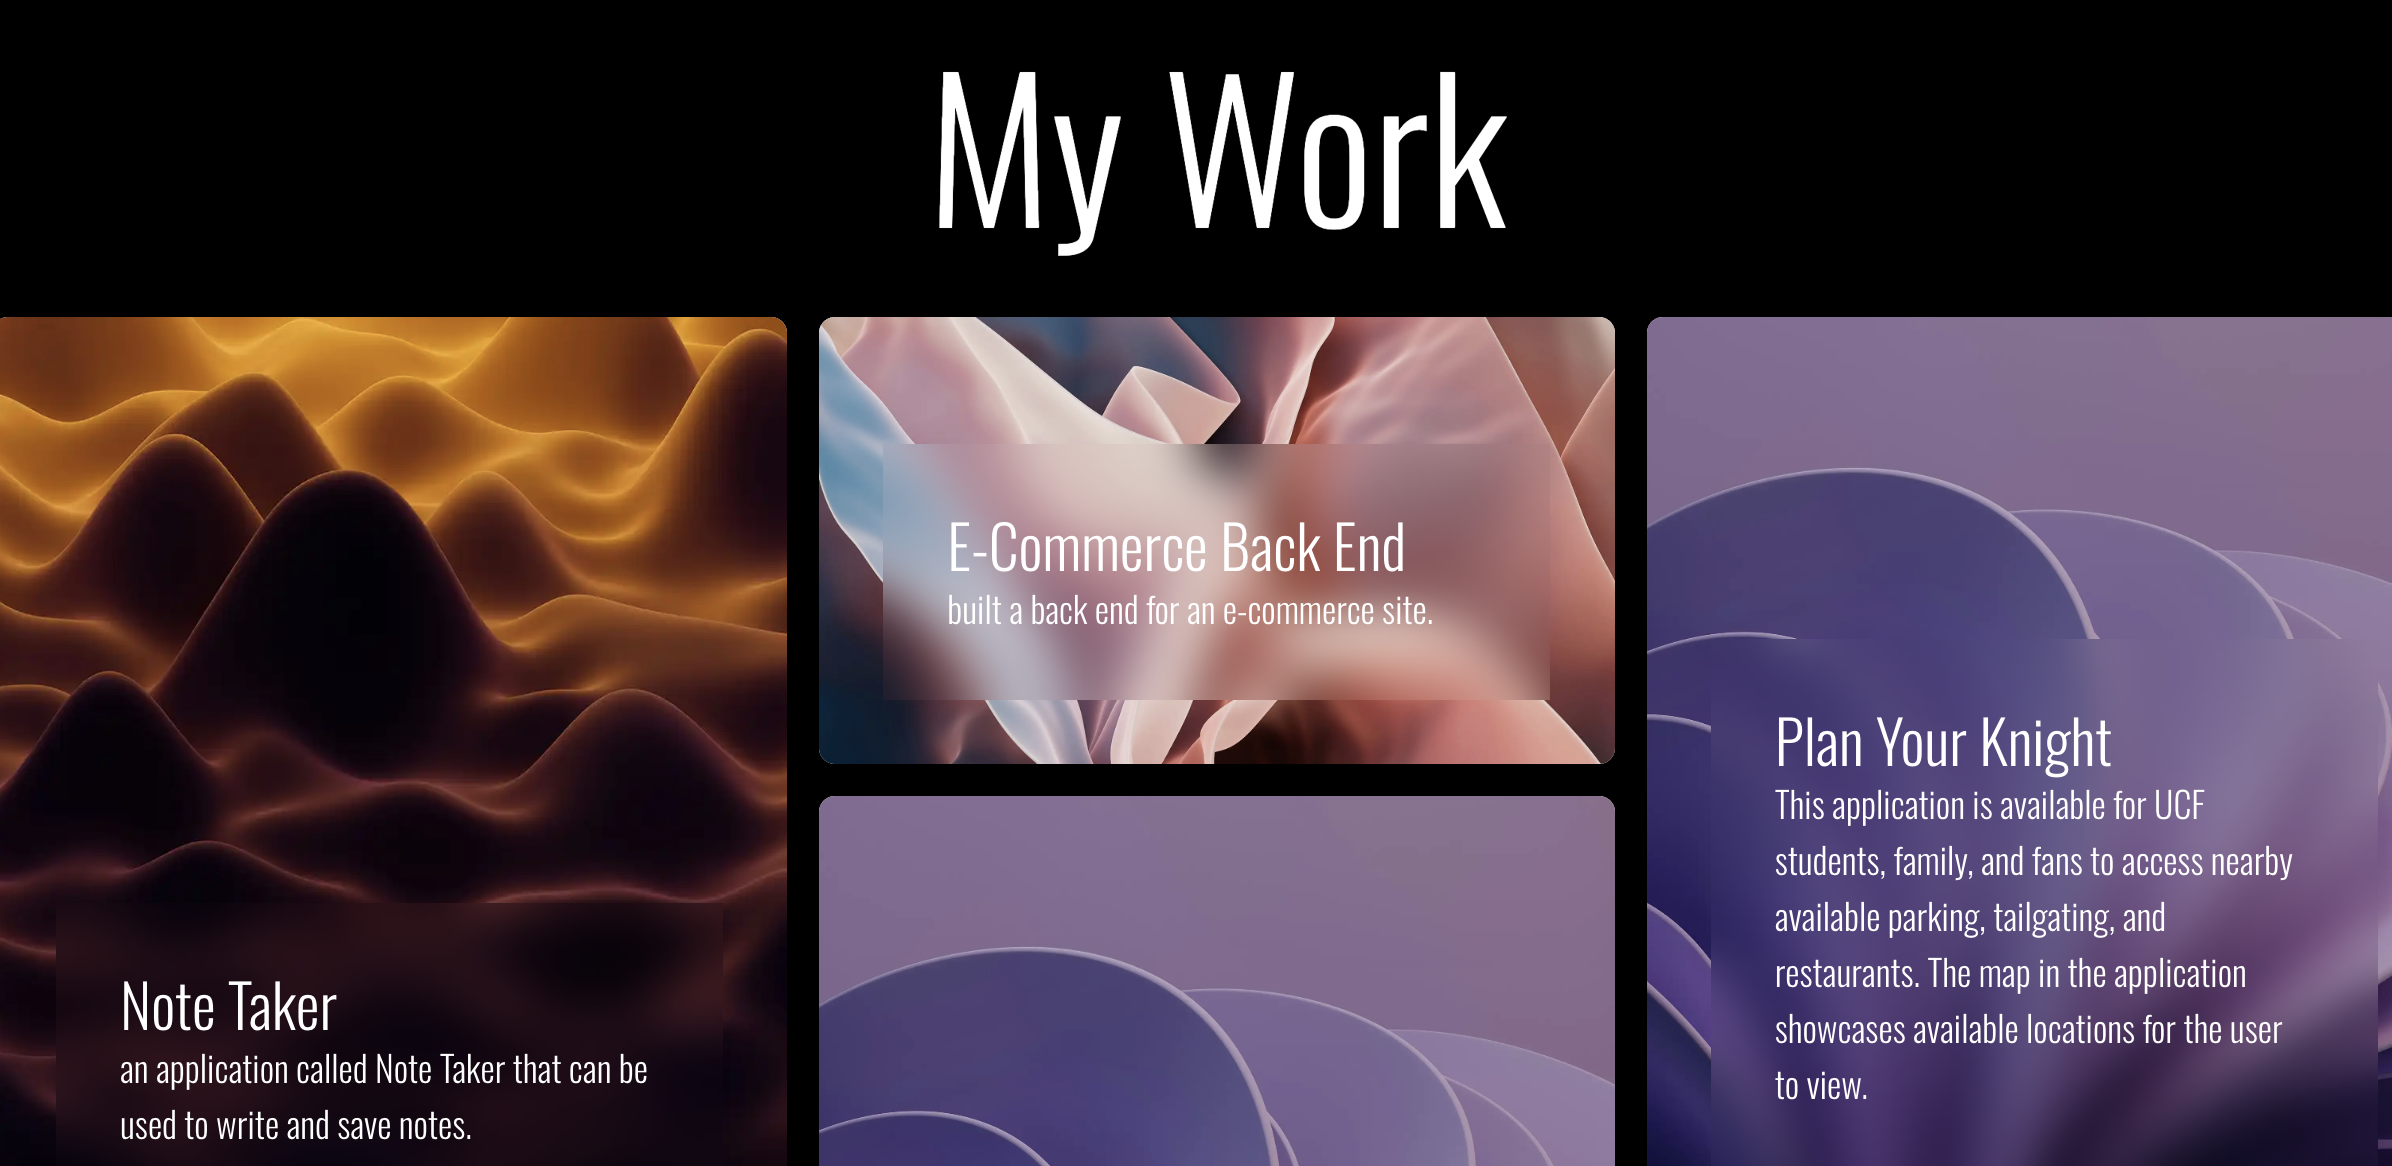 My Work
Note Taker
an application called Note Taker that can be
used to write and save notes.
E-Commerce Back End
built a back end for an e-commerce site.
Plan Your Knight
This application is available for UCF
students, family, and fans to access nearby
available parking, tailgating, and
restaurants. The map in the application
showcases available locations for the user
to view.